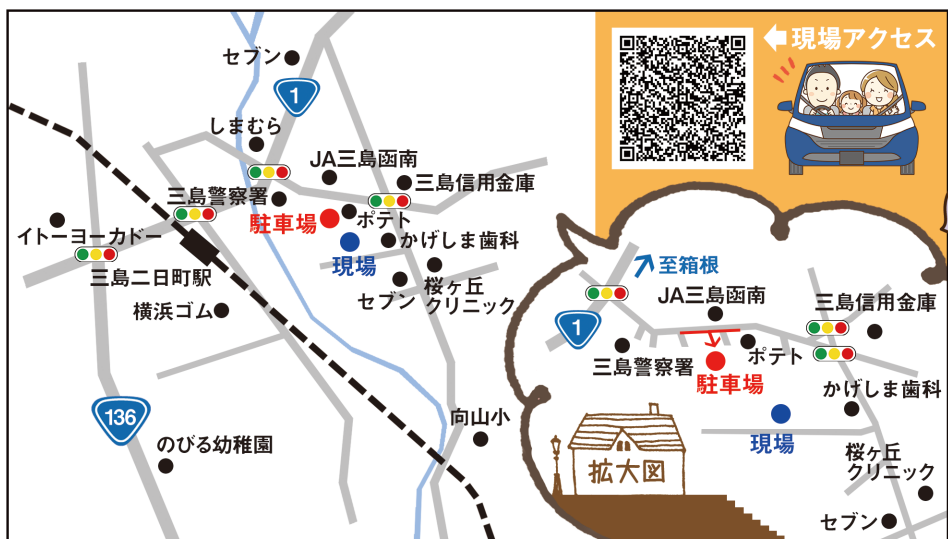 セブン
1
しまむら
JA三島函南
三島信用金庫
三島警察署
駐車場
ポテト
イトーヨーカドー
現場
かげしま歯科
三島二日町駅
セブン
桜ヶ丘
クリニック
横浜ゴム
136
向山小
のびる幼稚園
現場アクセス
至箱根
1
JA三島函南
三島信用金庫
三島警察署
ポテト
駐車場
かげしま歯科
現場
拡大図
桜ヶ丘
クリニック
セブン